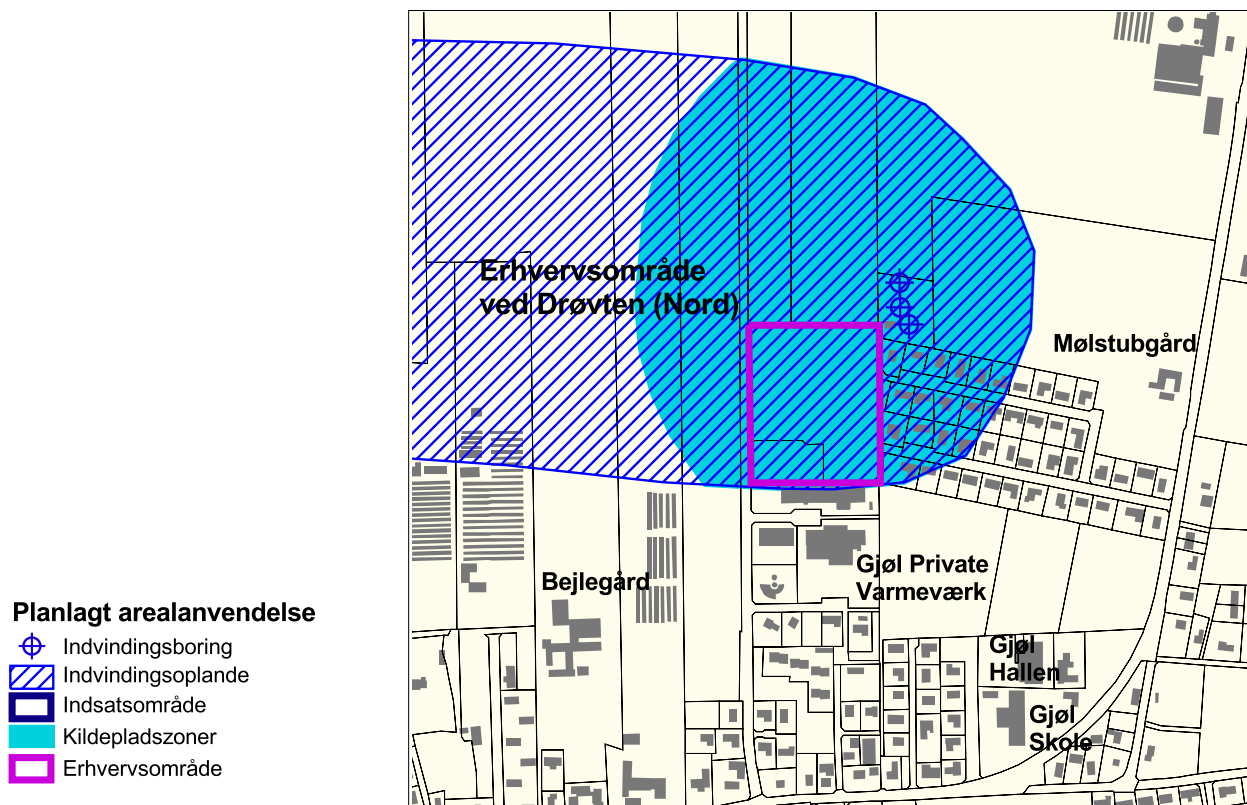 Erhvervsområde
ved Drøvten (Nord)
Mølstubgård
Gjøl Private
Varmeværk
Bejlegård
Gjøl
Hallen
Gjøl
Skole
Planlagt arealanvendelse
Indvindingsboring
Indvindingsoplande
Indsatsområde
Kildepladszoner
Erhvervsområde